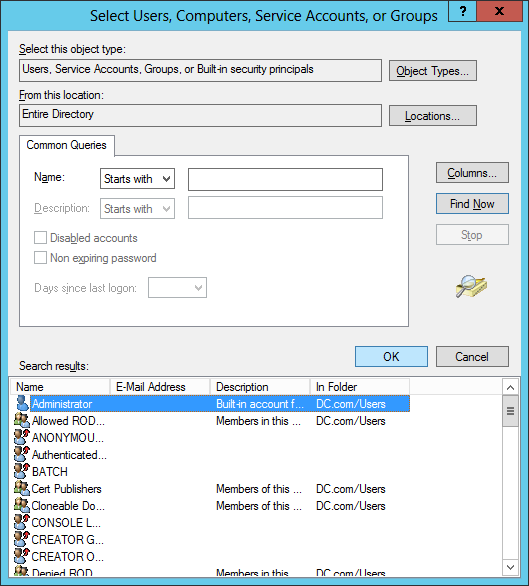 Select Users, Computers, Service Accounts, or Groups ? x
Select this object type:
Users, Service Accounts, Groups, or Built-in security principals Object Types...
From this location:
Entire Directory Locations...
Common Queries
Name: Starts with Columns...
Description: Starts with Find Now
Disabled accounts Stop
Non expiring password
Days since last logon:
OK Cancel
Search results:
Name E-Mail Address Description In Folder
Administrator Built-in account f... DC.com/Users
Allowed ROD... Members in this ... DC.com/Users
ANONYMOU...
Authenticated...
BATCH
Cert Publishers Members of this ... DC.com/Users
Cloneable Do... Members of this ... DC.com/Users
CONSOLE L...
CREATOR G...
CREATOR O...
Denied ROD... Members in this ... DC.com/Users